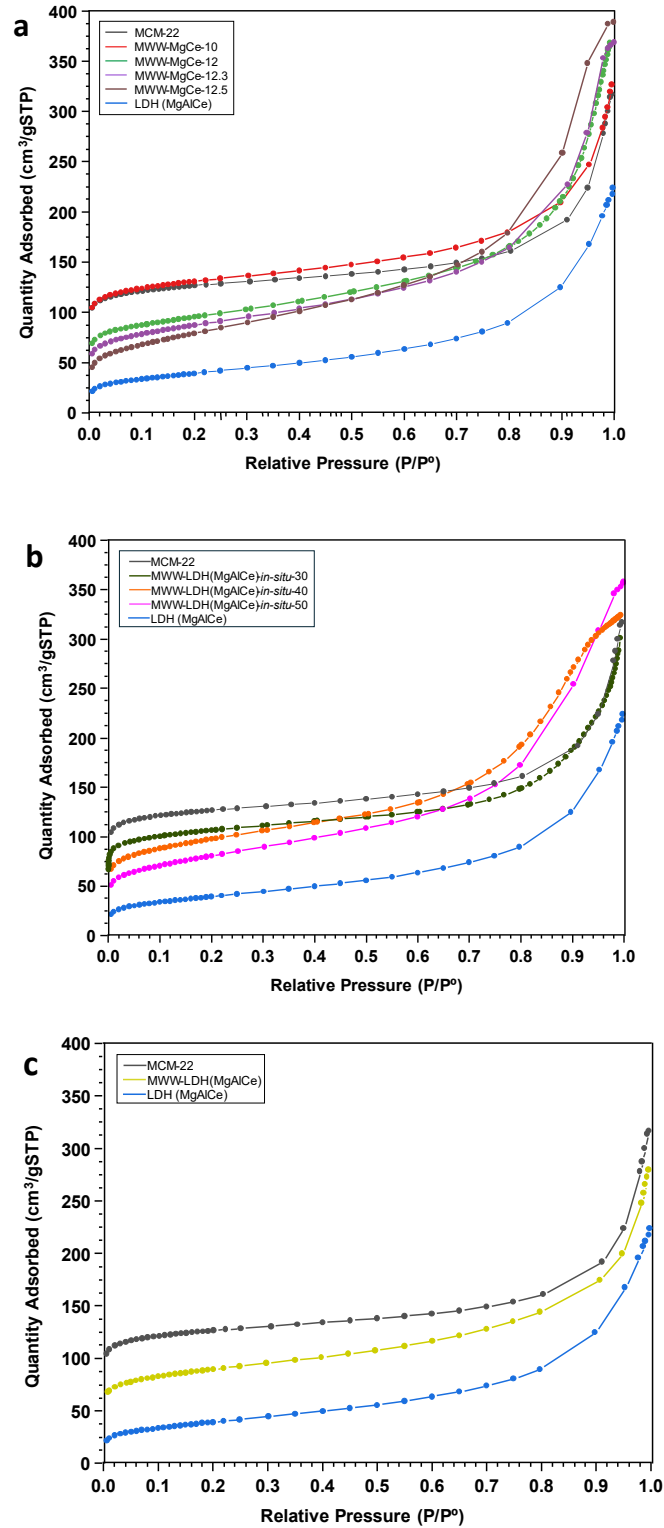 a
MCM-22
MWW-MgCe-10
MWW-MgCe-12
MWW-MgCe-12.3
MWW-MgCe-12.5
LDH (MgAlCe)
Quantity Adsorbed (cm³/gSTP)
400
350
300
250
200
150
100
50
0
0.0 0.1 0.2 0.3 0.4 0.5 0.6 0.7 0.8 0.9 1.0
Relative Pressure (P/Pº)
b
MCM-22
MWW-LDH(MgAlCe)-in-situ-30
MWW-LDH(MgAlCe)-in-situ-40
MWW-LDH(MgAlCe)-in-situ-50
LDH (MgAlCe)
Quantity Adsorbed (cm³/gSTP)
400
350
300
250
200
150
100
50
0
0.0 0.1 0.2 0.3 0.4 0.5 0.6 0.7 0.8 0.9 1.0
Relative Pressure (P/Pº)
c
MCM-22
MWW-LDH(MgAlCe)
LDH (MgAlCe)
Quantity Adsorbed (cm³/gSTP)
400
350
300
250
200
150
100
50
0
0.0 0.1 0.2 0.3 0.4 0.5 0.6 0.7 0.8 0.9 1.0
Relative Pressure (P/Pº)